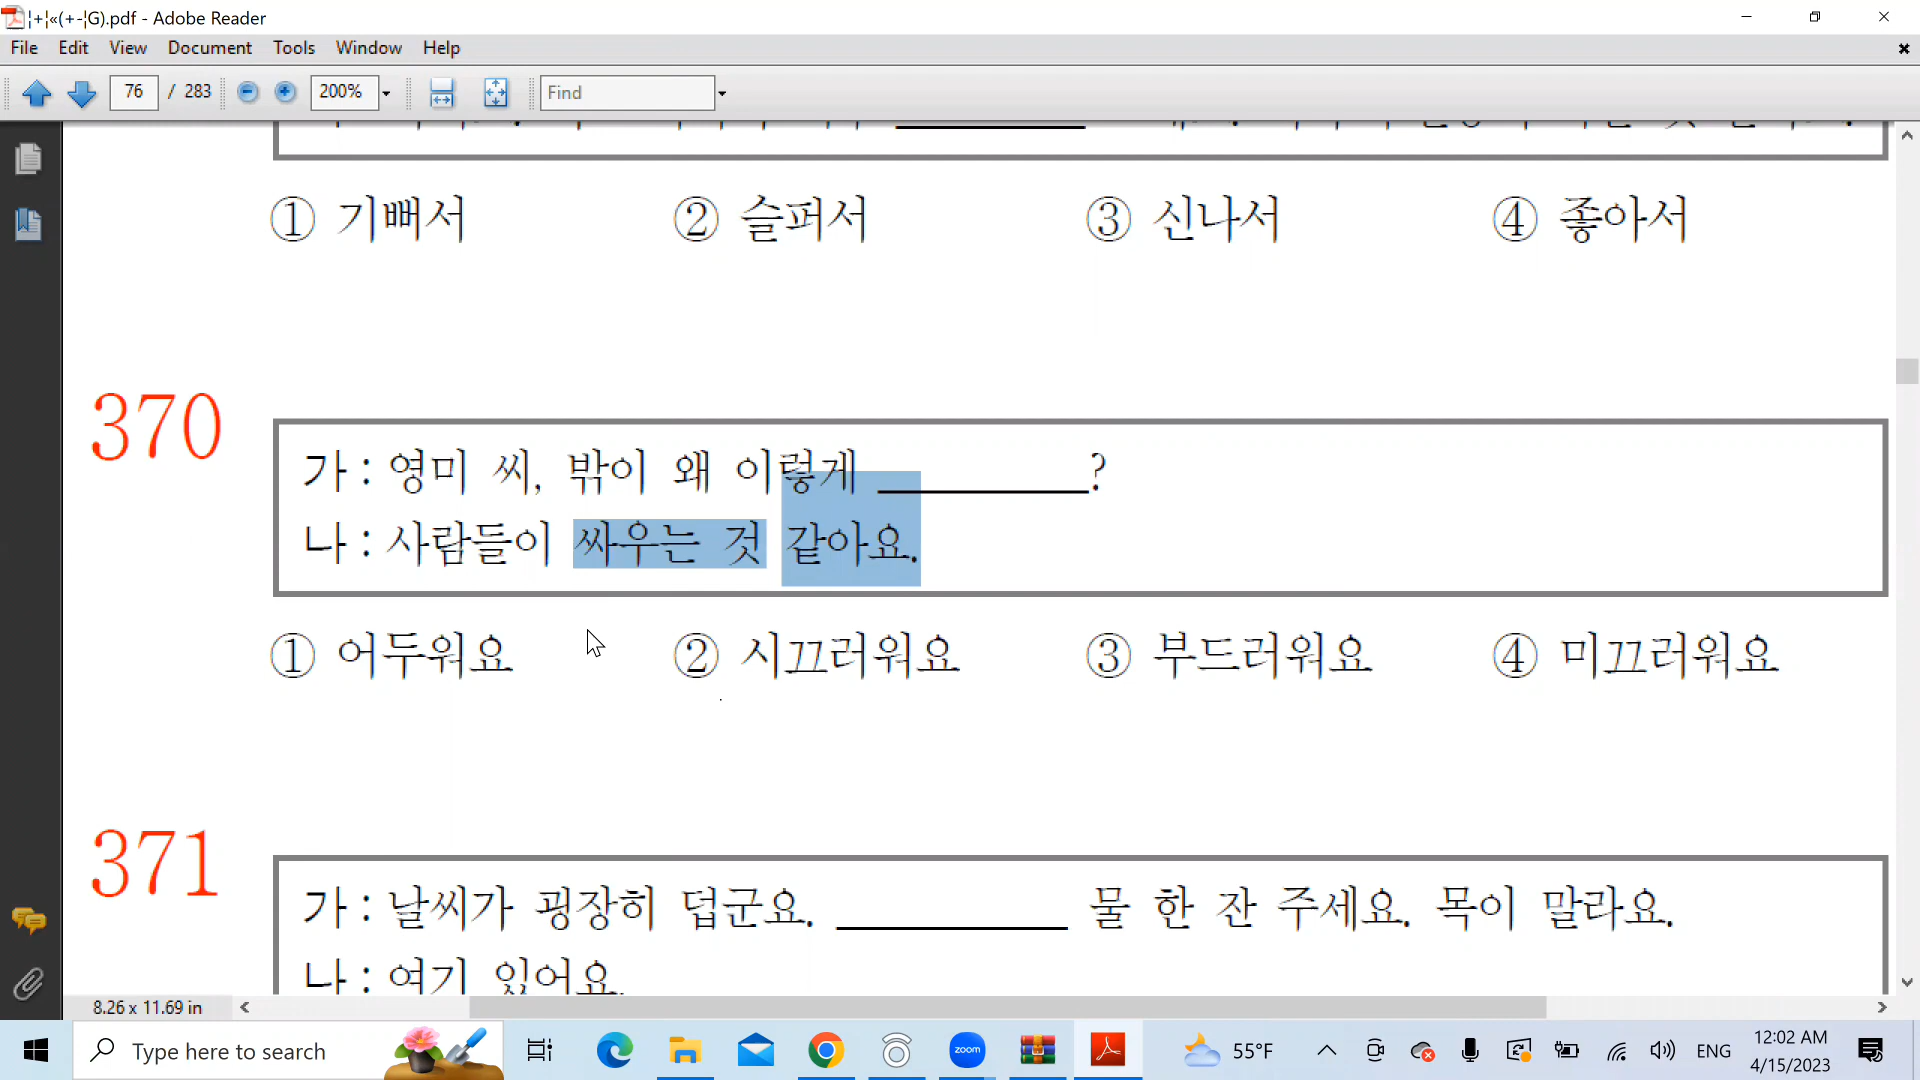 ¦+¦«(+-¦G).pdf - Adobe Reader
File Edit View Document Tools Window Help
76 / 283 200% Find
① 기뻐서 ② 슬퍼서 ③ 신나서 ④ 좋아서
370
가 : 영미 씨, 밖이 왜 이렇게 __________?
나 : 사람들이 싸우는 것 같아요.
① 어두워요 ② 시끄러워요 ③ 부드러워요 ④ 미끄러워요
371
가 : 날씨가 굉장히 덥군요. __________ 물 한 잔 주세요. 목이 말라요.
나 : 여기 있어요.
8.26 x 11.69 in
Type here to search zoom 55°F ENG 12:02 AM
4/15/2023